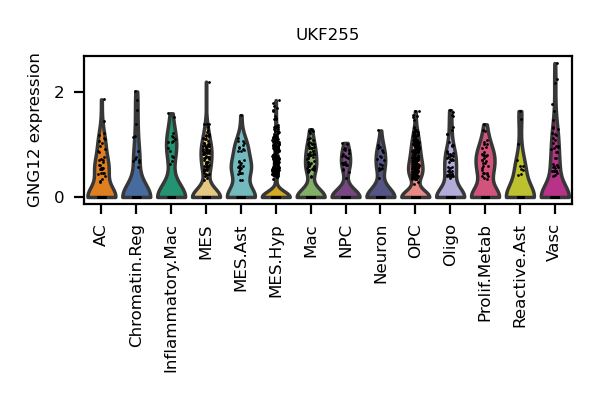 UKF255
GNG12 expression
2
0
AC
Chromatin.Reg
Inflammatory.Mac
MES
MES.Ast
MES.Hyp
Mac
NPC
Neuron
OPC
Oligo
Prolif.Metab
Reactive.Ast
Vasc